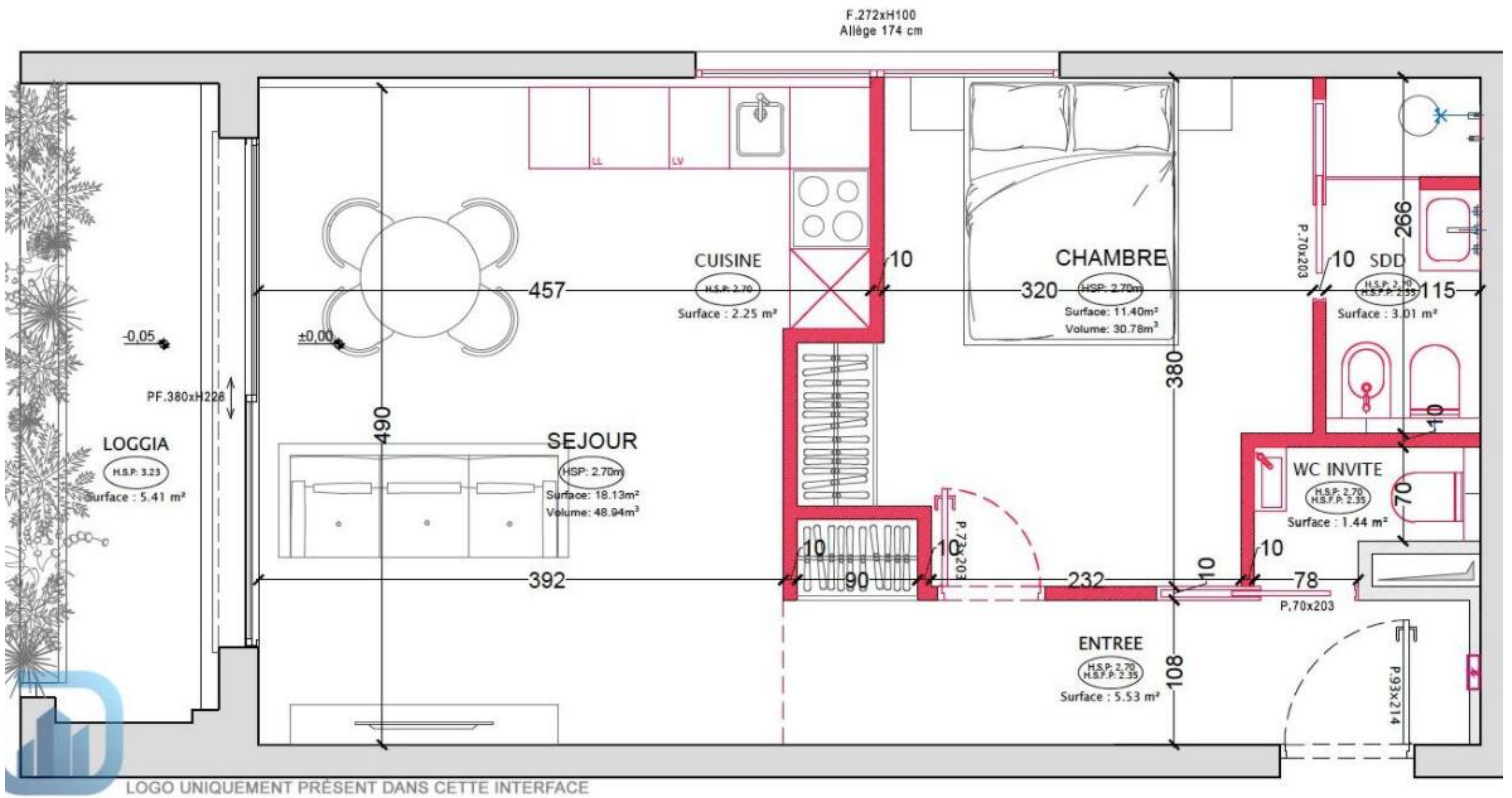 F.272xH100
Allège 174 cm
LL
LV
CUISINE
H.S.P: 2.70
Surface : 2.25 m²
10
457
CHAMBRE
HSP: 2.70m
Surface: 11.40m²
Volume: 30.78m³
320
380
P.70x203
10
266
SDD
H.S.P: 2.70
H.S.F.P: 2.35
Surface : 3.01 m²
115
-0,05
±0,00
PF.380xH228
LOGGIA
H.S.P: 3.23
Surface : 5.41 m²
490
SEJOUR
HSP: 2.70m
Surface: 18.13m²
Volume: 48.94m³
10
WC INVITE
H.S.P: 2.70
H.S.F.P: 2.35
Surface : 1.44 m²
70
392
10
90
10
P.73x203
232
10
10
78
P.70x203
108
ENTREE
H.S.P: 2,70
H.S.F.P: 2.35
Surface : 5.53 m²
P.93x214
LOGO UNIQUEMENT PRÉSENT DANS CETTE INTERFACE